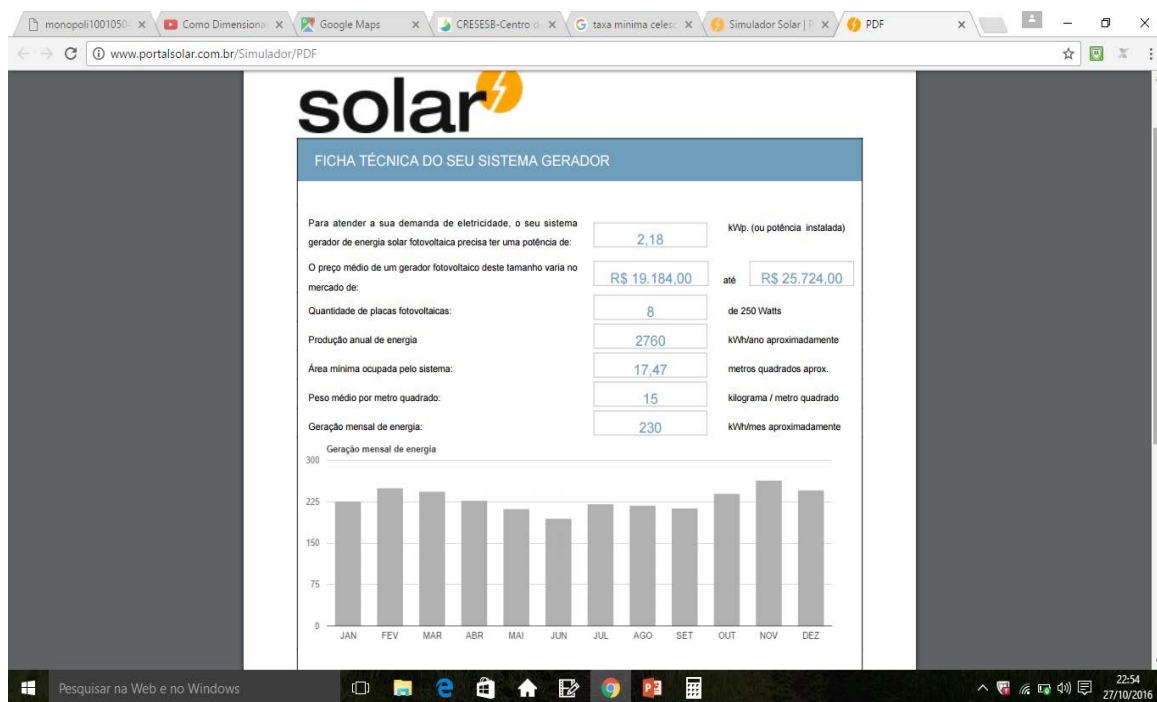 monopoli1001050
Como Dimensiona
Google Maps
CRESESB-Centro d
taxa minima celesc
Simulador Solar | P
PDF
www.portalsolar.com.br/Simulador/PDF
solar
FICHA TÉCNICA DO SEU SISTEMA GERADOR
Para atender a sua demanda de eletricidade, o seu sistema
gerador de energia solar fotovoltaica precisa ter uma potência de:
2,18
kWp. (ou potência instalada)
O preço médio de um gerador fotovoltaico deste tamanho varia no
mercado de:
R$ 19.184,00
até
R$ 25.724,00
Quantidade de placas fotovoltaicas:
8
de 250 Watts
Produção anual de energia
2760
kWh/ano aproximadamente
Área mínima ocupada pelo sistema:
17,47
metros quadrados aprox.
Peso médio por metro quadrado:
15
kilograma / metro quadrado
Geração mensal de energia:
230
kWh/mes aproximadamente
Geração mensal de energia
300
225
150
75
0
JAN FEV MAR ABR MAI JUN JUL AGO SET OUT NOV DEZ
Pesquisar na Web e no Windows
22:54
27/10/2016